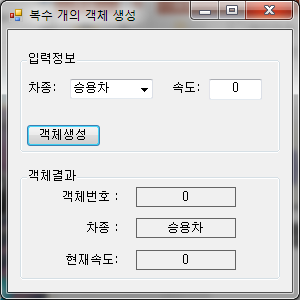 복수 개의 객체 생성
입력정보
차종: 승용차 속도: 0
객체생성
객체결과
객체번호 : 0
차종 : 승용차
현재속도: 0